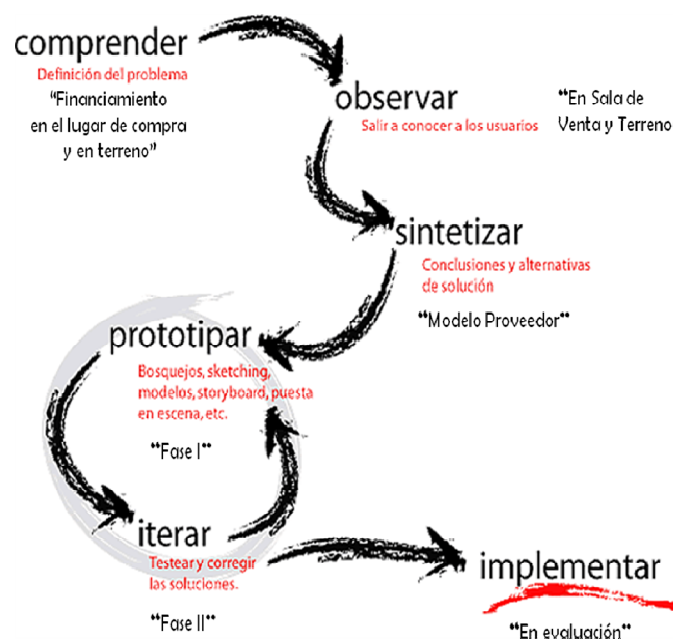 comprender
Definición del problema
“Financiamiento
en el lugar de compra
y en terreno”
observar
Salir a conocer a los usuarios
“En Sala de
Venta y Terreno
sintetizar
Conclusiones y alternativas
de solución
“Modelo Proveedor“
prototipar
Bosquejos, sketching,
modelos, storyboard, puesta
en escena, etc.
“Fase I“
iterar
Testear y corregir
las soluciones.
“Fase II“
implementar
“En evaluación“